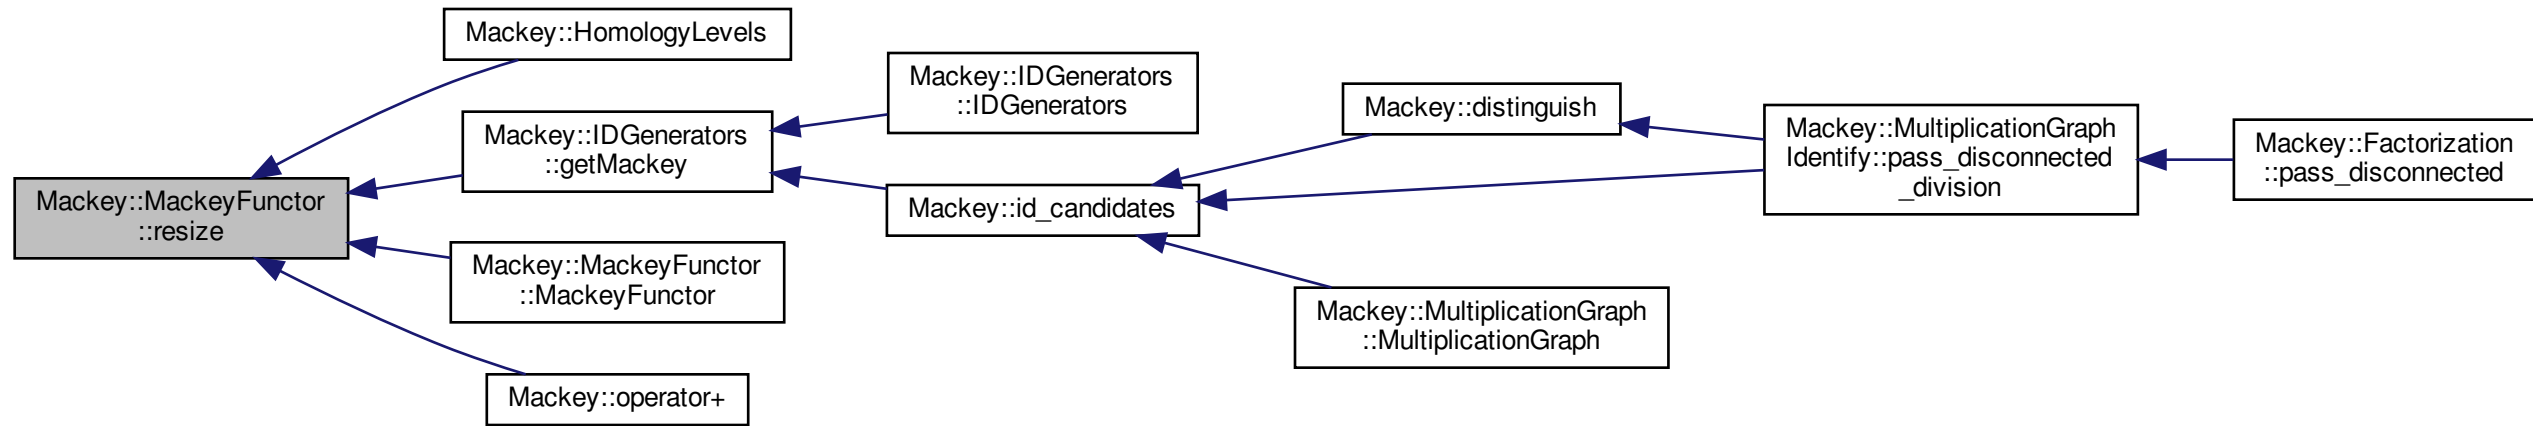 Mackey::MackeyFunctor
::resize
Mackey::HomologyLevels
Mackey::IDGenerators
::getMackey
Mackey::MackeyFunctor
::MackeyFunctor
Mackey::operator+
Mackey::IDGenerators
::IDGenerators
Mackey::id_candidates
Mackey::distinguish
Mackey::MultiplicationGraph
::MultiplicationGraph
Mackey::MultiplicationGraph
Identify::pass_disconnected
_division
Mackey::Factorization
::pass_disconnected